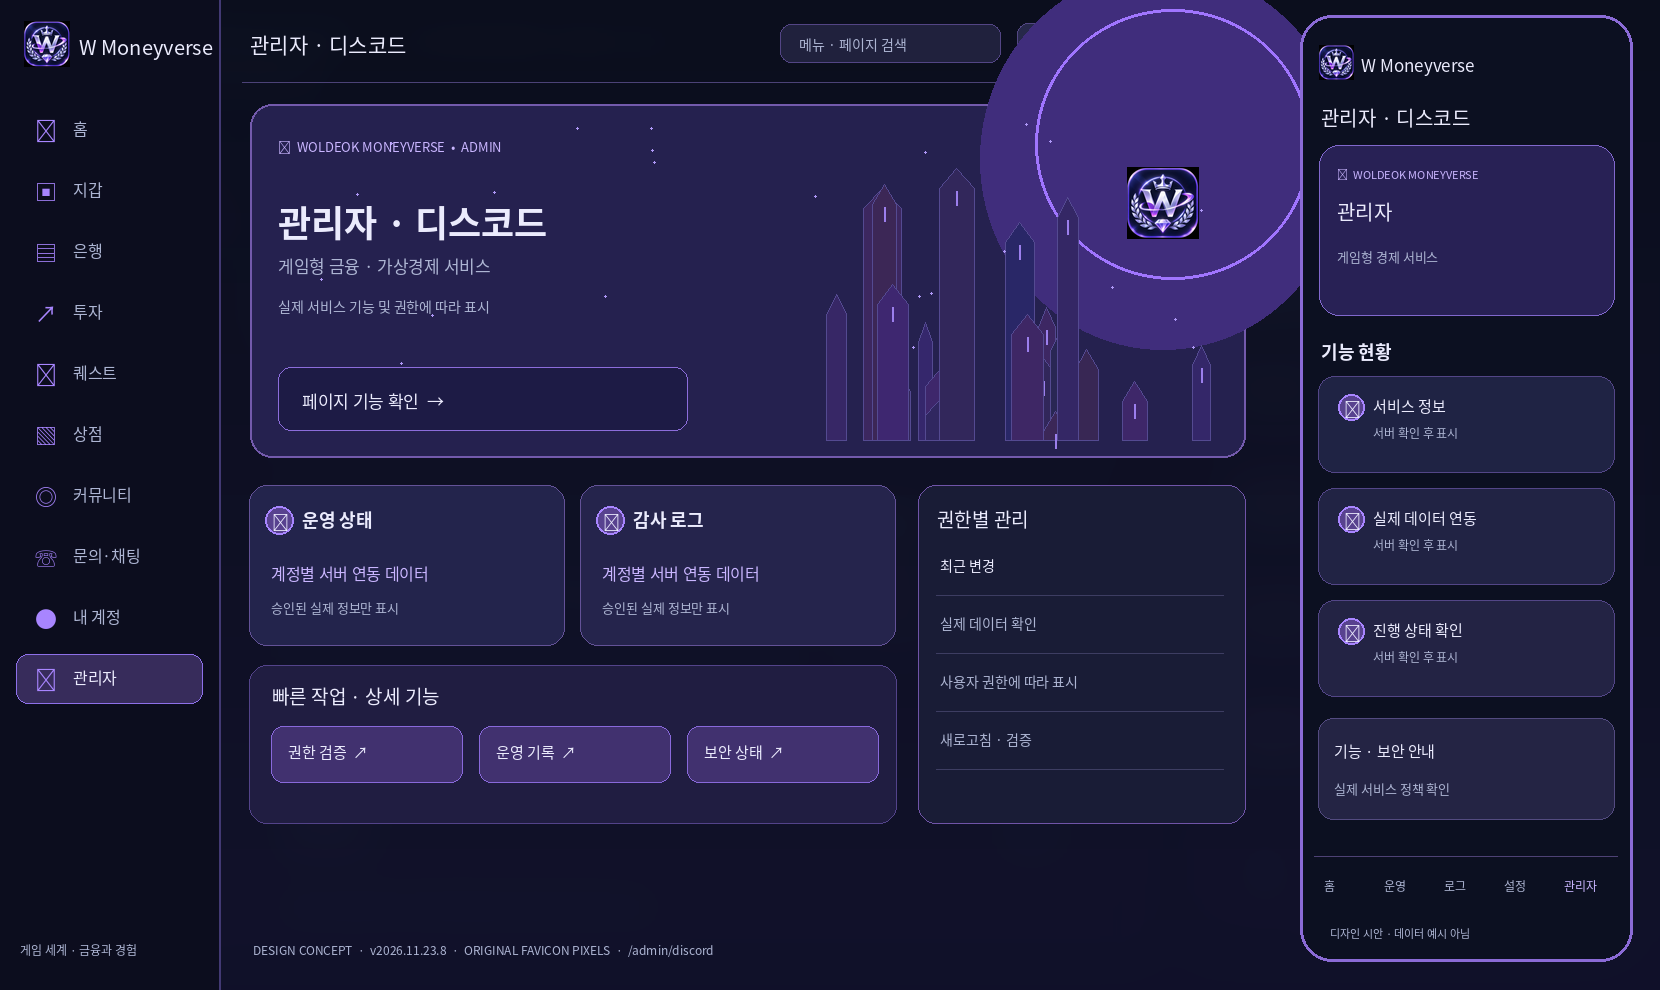 W Moneyverse
홈
지갑
은행
투자
퀘스트
상점
커뮤니티
문의·채팅
내 계정
관리자
게임 세계 · 금융과 경험
관리자 · 디스코드
메뉴 · 페이지 검색
WOLDEOK MONEYVERSE • ADMIN
관리자 · 디스코드
게임형 금융 · 가상경제 서비스
실제 서비스 기능 및 권한에 따라 표시
페이지 기능 확인 →
운영 상태
계정별 서버 연동 데이터
승인된 실제 정보만 표시
감사 로그
계정별 서버 연동 데이터
승인된 실제 정보만 표시
빠른 작업 · 상세 기능
권한 검증 ↗
운영 기록 ↗
보안 상태 ↗
권한별 관리
최근 변경
실제 데이터 확인
사용자 권한에 따라 표시
새로고침 · 검증
DESIGN CONCEPT · v2026.11.23.8 · ORIGINAL FAVICON PIXELS · /admin/discord
W Moneyverse
관리자 · 디스코드
WOLDEOK MONEYVERSE
관리자
게임형 경제 서비스
기능 현황
서비스 정보
서버 확인 후 표시
실제 데이터 연동
서버 확인 후 표시
진행 상태 확인
서버 확인 후 표시
기능 · 보안 안내
실제 서비스 정책 확인
홈 운영 로그 설정 관리자
디자인 시안 · 데이터 예시 아님